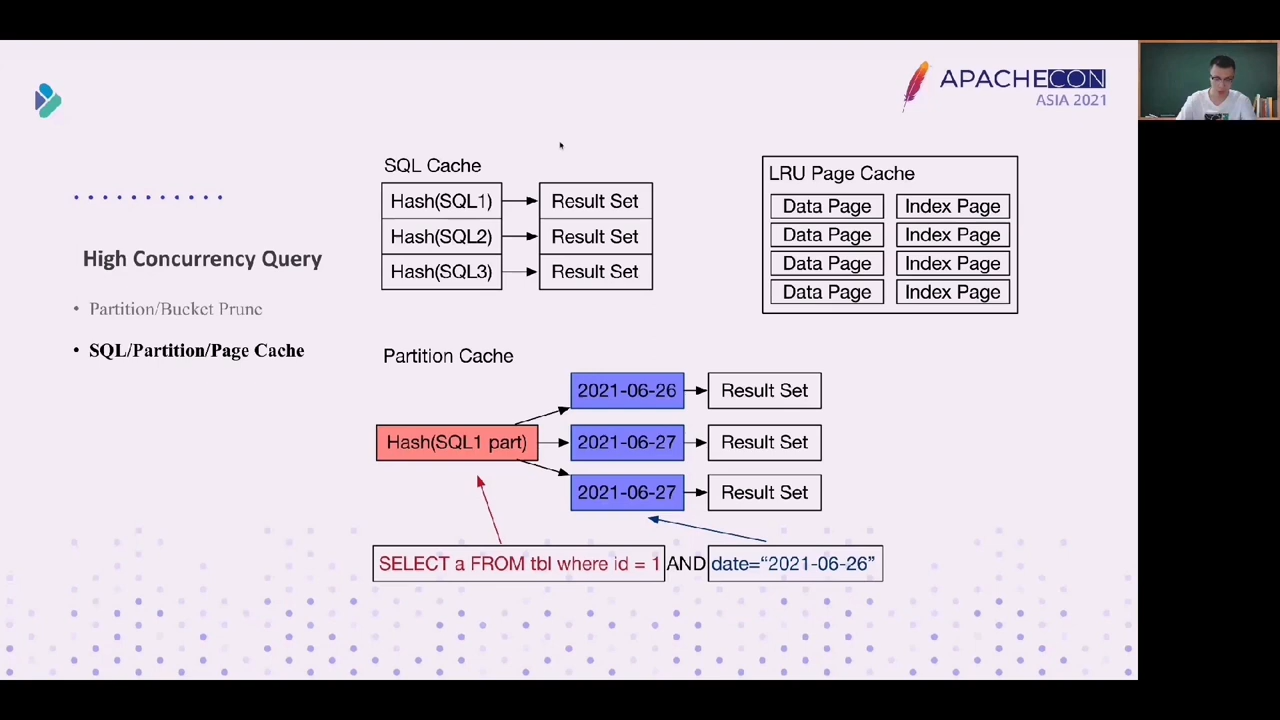 APACHECON
ASIA 2021
High Concurrency Query
• Partition/Bucket Prune
• SQL/Partition/Page Cache
SQL Cache
Hash(SQL1) Result Set
Hash(SQL2) Result Set
Hash(SQL3) Result Set
LRU Page Cache
Data Page Index Page
Data Page Index Page
Data Page Index Page
Data Page Index Page
Partition Cache
2021-06-26 Result Set
Hash(SQL1 part) 2021-06-27 Result Set
2021-06-27 Result Set
SELECT a FROM tbl where id = 1 AND date=“2021-06-26”